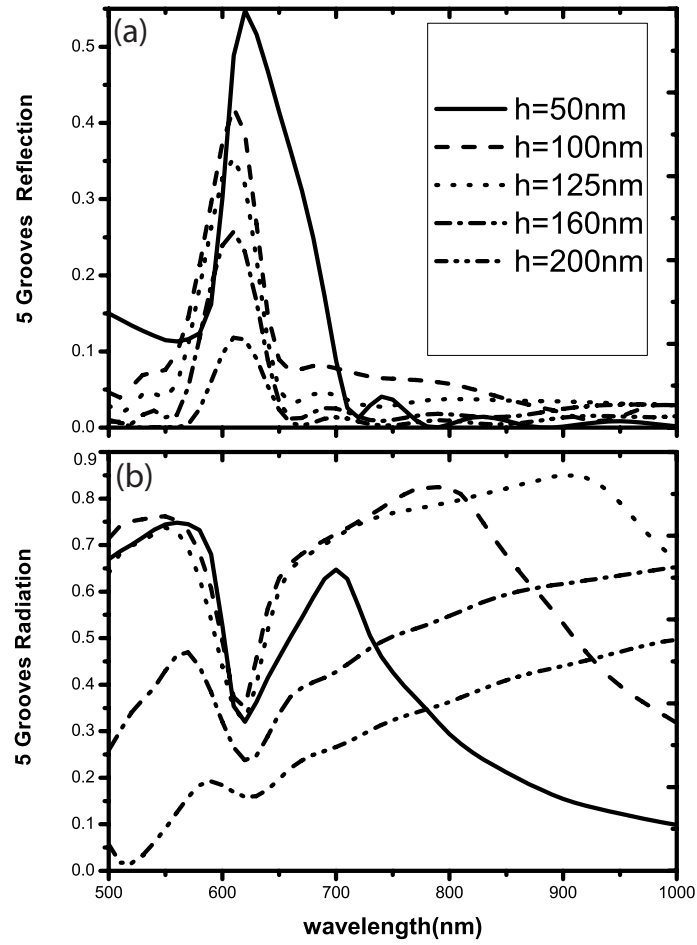 (a)
5 Grooves Reflection
0.5
0.4
0.3
0.2
0.1
0.0
h=50nm
h=100nm
h=125nm
h=160nm
h=200nm
(b)
5 Grooves Radiation
0.9
0.8
0.7
0.6
0.5
0.4
0.3
0.2
0.1
0.0
500 600 700 800 900 1000
wavelength(nm)